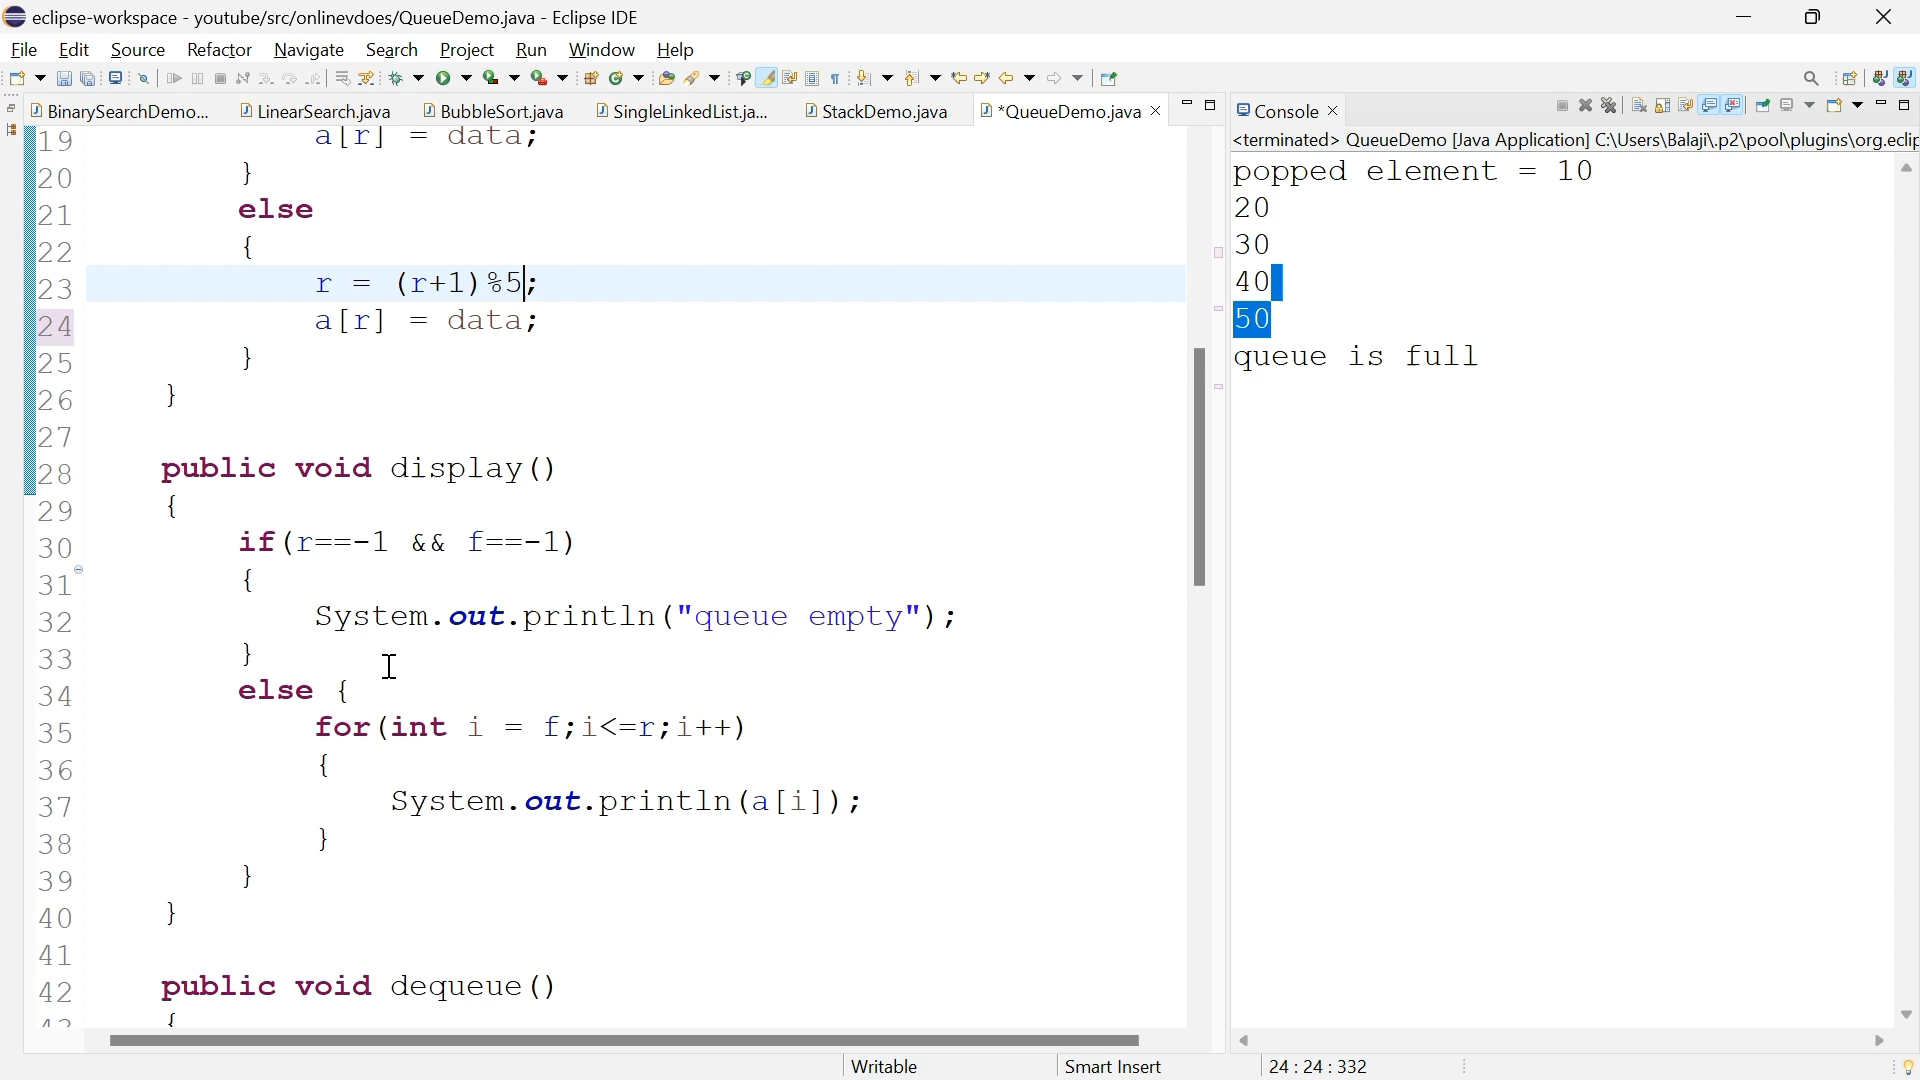 eclipse-workspace - youtube/src/onlinevdoes/QueueDemo.java - Eclipse IDE
File Edit Source Refactor Navigate Search Project Run Window Help
BinarySearchDemo... LinearSearch.java BubbleSort.java SingleLinkedList.ja... StackDemo.java *QueueDemo.java
19 a[r] = data;
20 }
21 else
22 {
23 r = (r+1)%5;
24 a[r] = data;
25 }
26 }
27
28 public void display()
29 {
30 if(r==-1 && f==-1)
31 {
32 System.out.println("queue empty");
33 }
34 else {
35 for(int i = f;i<=r;i++)
36 {
37 System.out.println(a[i]);
38 }
39 }
40 }
41
42 public void dequeue()
43 {
Console
<terminated> QueueDemo [Java Application] C:\Users\Balaji\.p2\pool\plugins\org.eclip
popped element = 10
20
30
40
50
queue is full
Writable Smart Insert 24 : 24 : 332